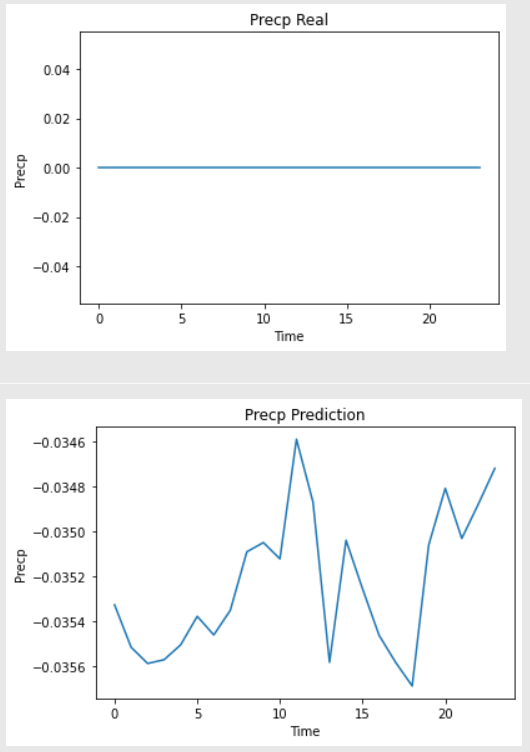 Precp Real
0.04
0.02
0.00
−0.02
−0.04
Precp
0 5 10 15 20
Time
Precp Prediction
−0.0346
−0.0348
−0.0350
−0.0352
−0.0354
−0.0356
Precp
0 5 10 15 20
Time